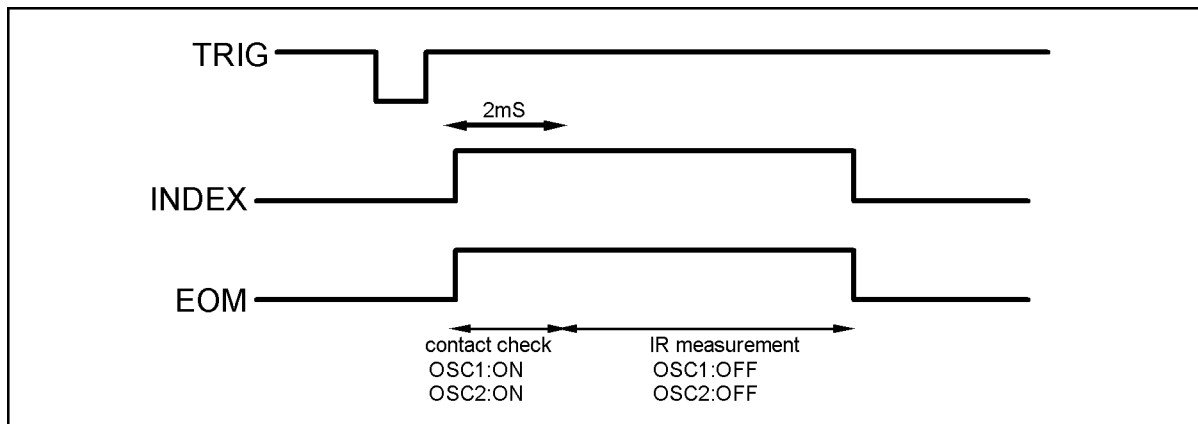 TRIG
2mS
INDEX
EOM
contact check
OSC1:ON
OSC2:ON
IR measurement
OSC1:OFF
OSC2:OFF